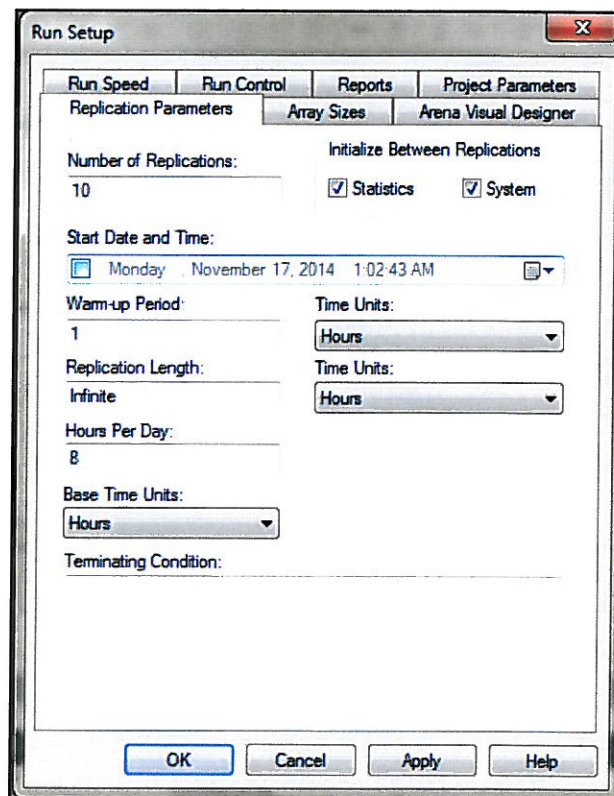 Run Setup
Run Speed Run Control Reports Project Parameters
Replication Parameters Array Sizes Arena Visual Designer
Number of Replications: Initialize Between Replications
10 Statistics System
Start Date and Time:
Monday , November 17, 2014 1:02:43 AM
Warm-up Period: Time Units:
1 Hours
Replication Length: Time Units:
Infinite Hours
Hours Per Day:
8
Base Time Units:
Hours
Terminating Condition:
OK Cancel Apply Help